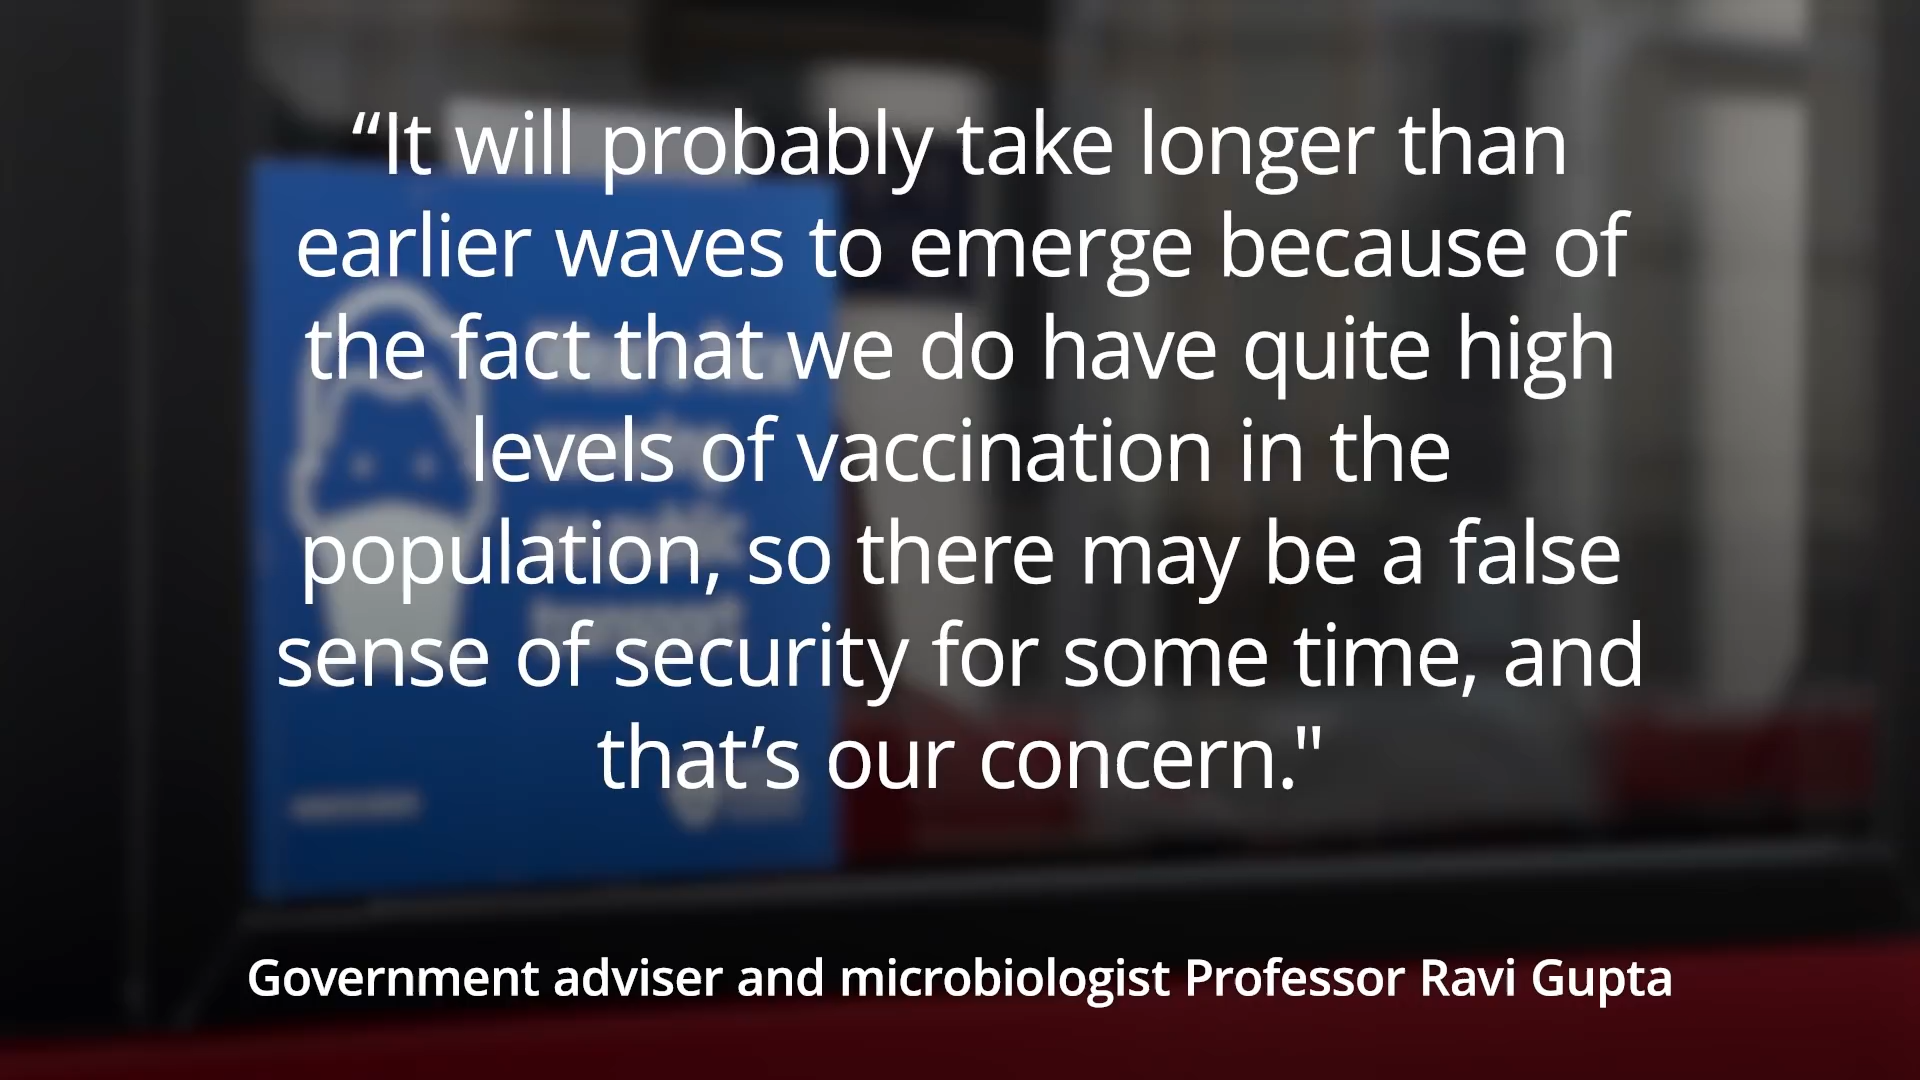 “It will probably take longer than
earlier waves to emerge because of
the fact that we do have quite high
levels of vaccination in the
population, so there may be a false
sense of security for some time, and
that’s our concern."
Government adviser and microbiologist Professor Ravi Gupta